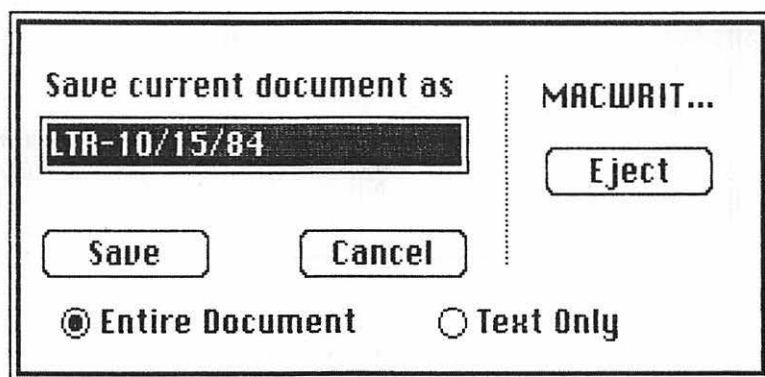 Save current document as
LTR-10/15/84
MACWRIT...
Eject
Save
Cancel
Entire Document
Text Only